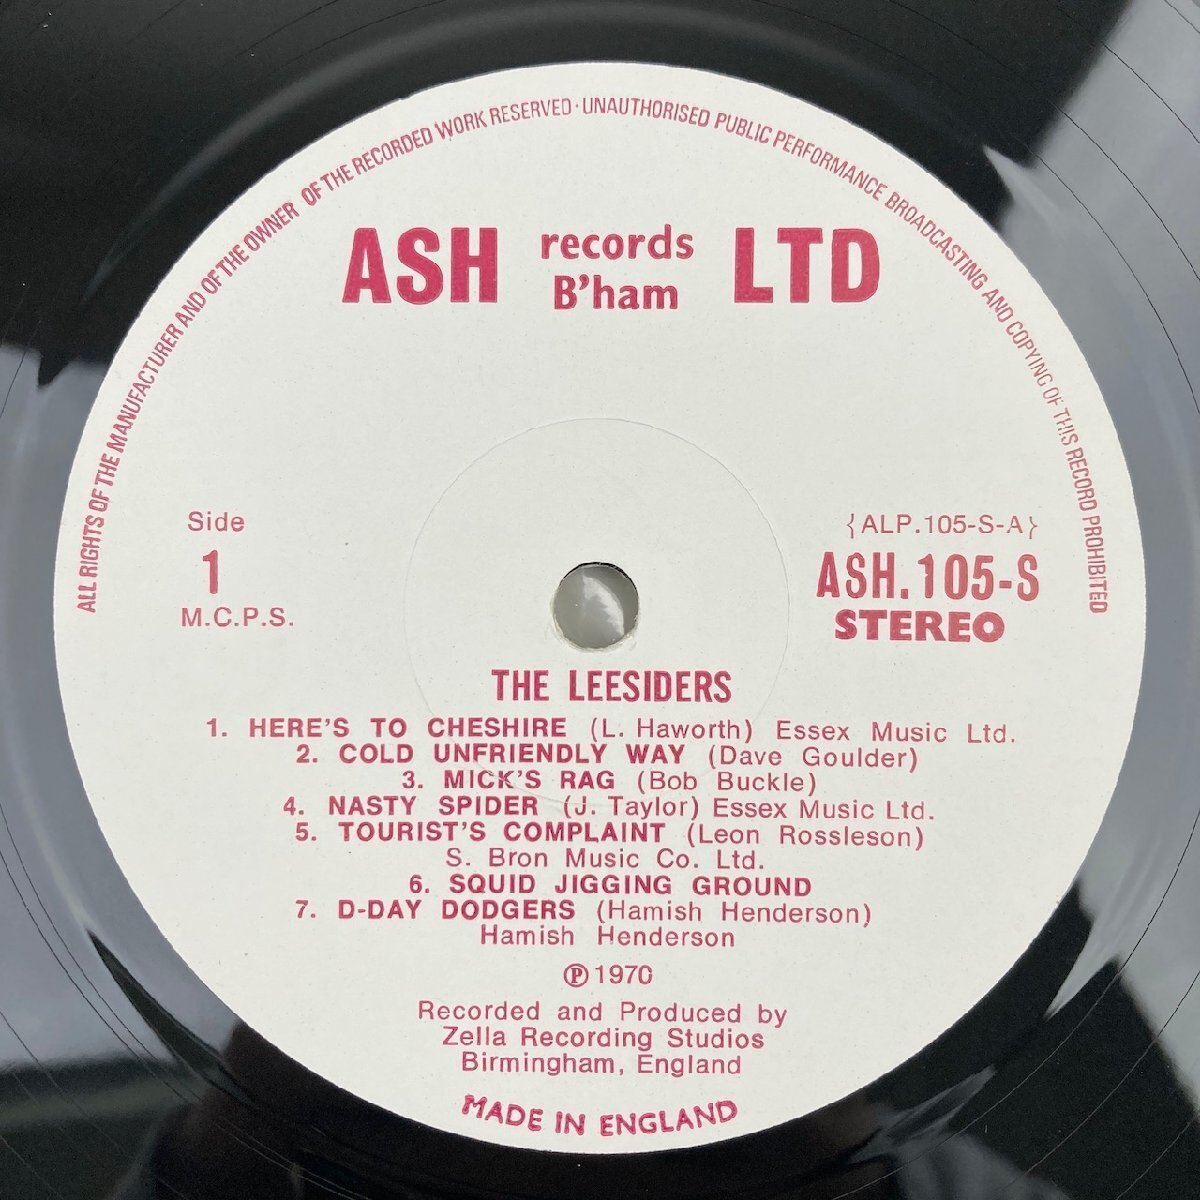 ALL RIGHTS OF THE MANUFACTURER AND OF THE OWNER OF THE RECORDED WORK RESERVED · UNAUTHORISED PUBLIC PERFORMANCE BROADCASTING AND COPYING OF THIS RECORD PROHIBITED
ASH records LTD
B'ham
Side
1
M.C.P.S.
{ALP.105-S-A}
ASH.105-S
STEREO
THE LEESIDERS
1. HERE'S TO CHESHIRE (L. Haworth) Essex Music Ltd.
2. COLD UNFRIENDLY WAY (Dave Goulder)
3. MICK'S RAG (Bob Buckle)
4. NASTY SPIDER (J. Taylor) Essex Music Ltd.
5. TOURIST'S COMPLAINT (Leon Rossleson)
S. Bron Music Co. Ltd.
6. SQUID JIGGING GROUND
7. D-DAY DODGERS (Hamish Henderson)
Hamish Henderson
℗ 1970
Recorded and Produced by
Zella Recording Studios
Birmingham, England
MADE IN ENGLAND